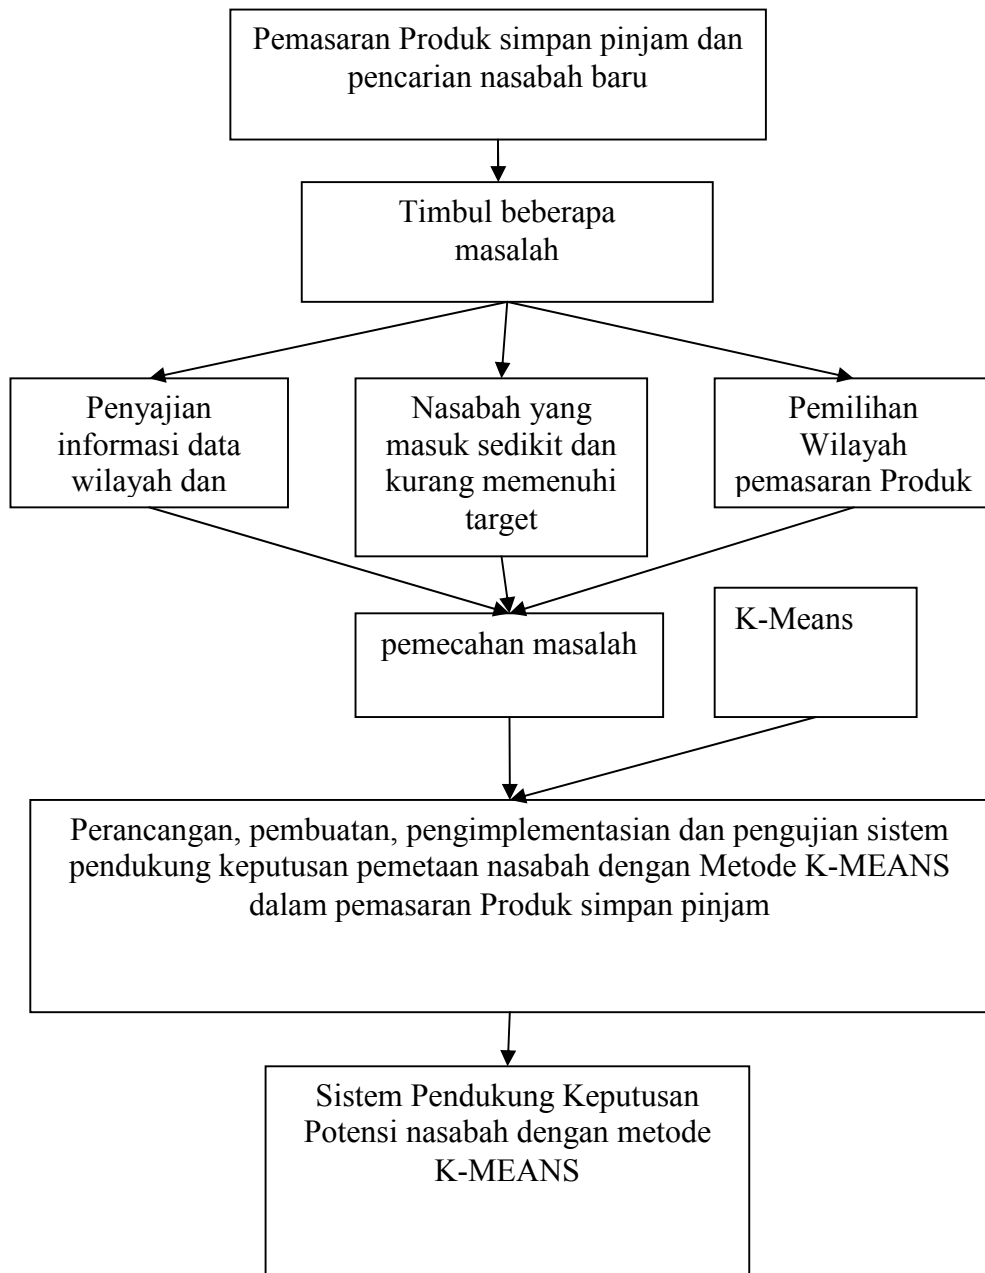 Pemasaran Produk simpan pinjam dan
pencarian nasabah baru
Timbul beberapa
masalah
Penyajian
informasi data
wilayah dan
Nasabah yang
masuk sedikit dan
kurang memenuhi
target
Pemilihan
Wilayah
pemasaran Produk
pemecahan masalah
K-Means
Perancangan, pembuatan, pengimplementasian dan pengujian sistem
pendukung keputusan pemetaan nasabah dengan Metode K-MEANS
dalam pemasaran Produk simpan pinjam
Sistem Pendukung Keputusan
Potensi nasabah dengan metode
K-MEANS